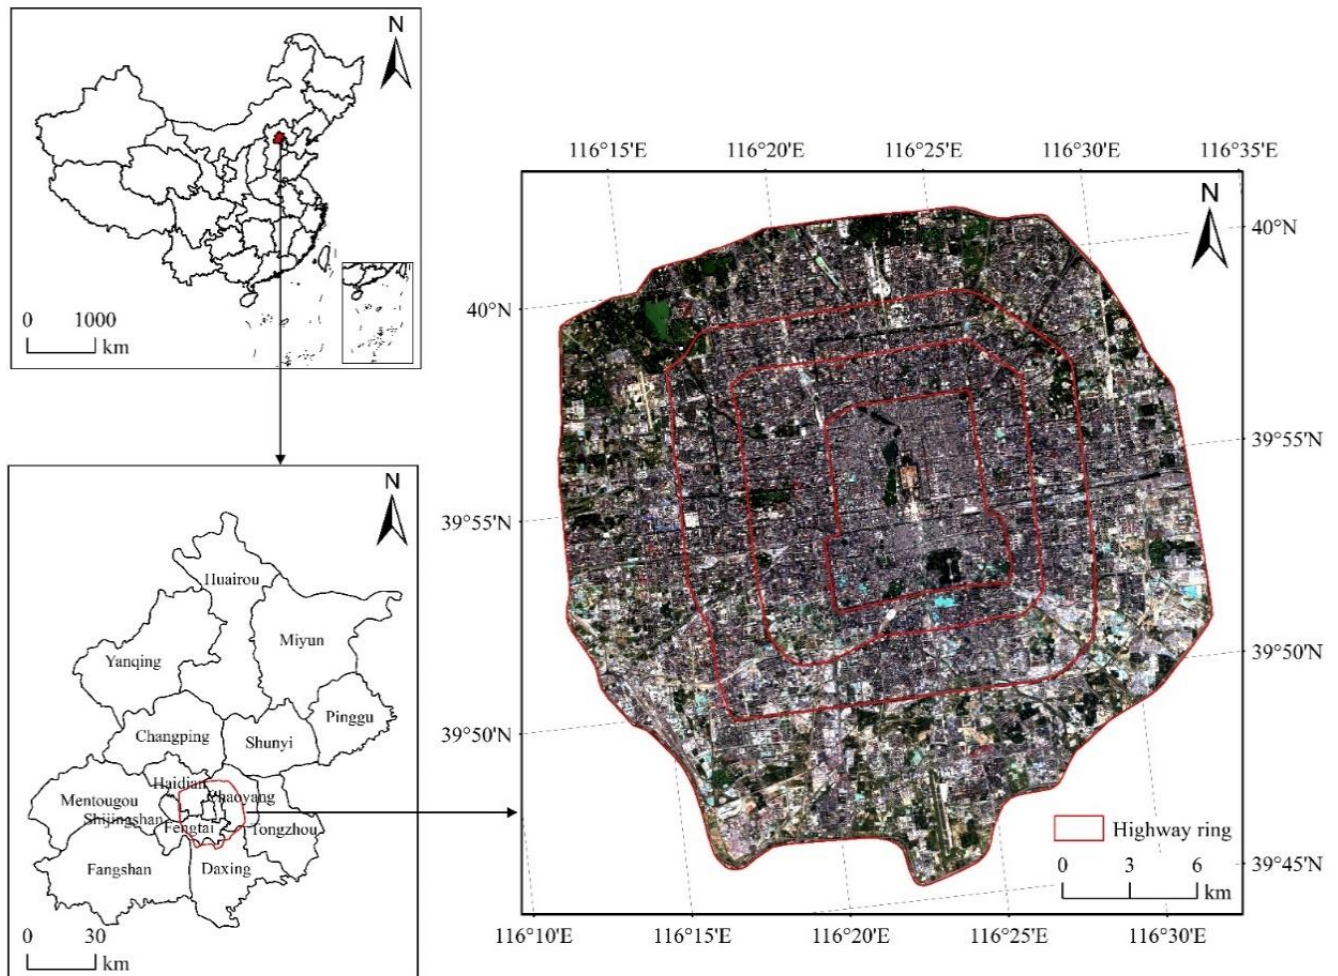 N
0 1000
km
N
Huairou
Miyun
Yanqing
Pinggu
Changping
Shunyi
Haidian
Chaoyang
Mentougou
Shijingshan
Fengtai
Tongzhou
Fangshan
Daxing
0 30
km
116°15'E 116°20'E 116°25'E 116°30'E 116°35'E
N
40°N
40°N
39°55'N
39°55'N
39°50'N
39°50'N
Highway ring
0 3 6
km
39°45'N
116°10'E 116°15'E 116°20'E 116°25'E 116°30'E